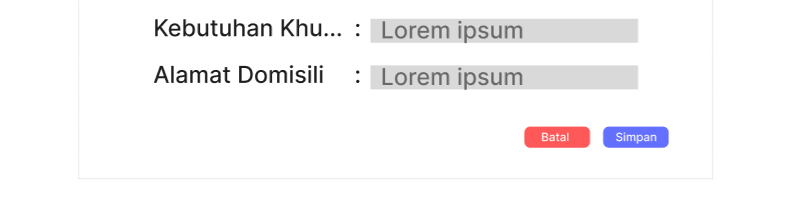 Kebutuhan Khu... : Lorem ipsum
Alamat Domisili : Lorem ipsum
Batal Simpan